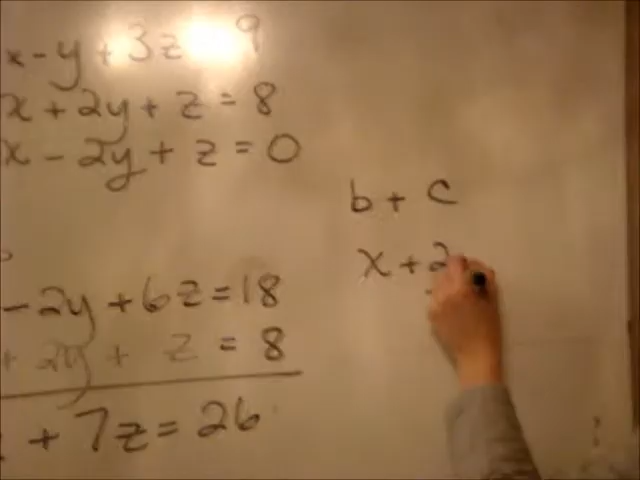 x - y + 3z = 9
x + 2y + z = 8
x - 2y + z = 0
b + c
x + 2
- 2y + 6z = 18
+ 2y + z = 8
+ 7z = 26